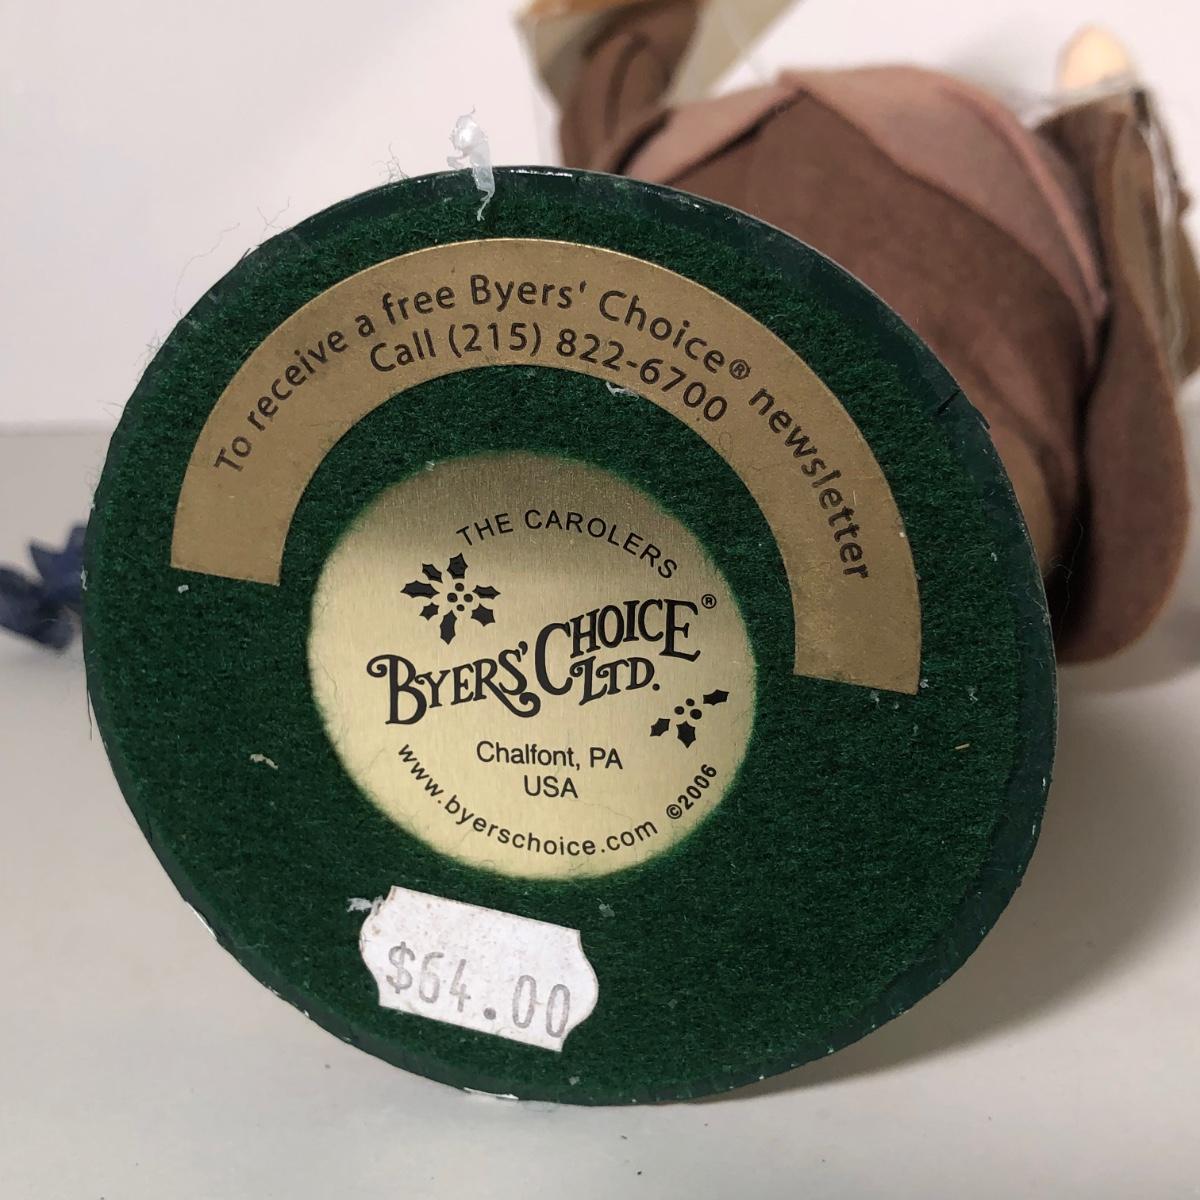 To receive a free Byers' Choice® newsletter
Call (215) 822-6700
THE CAROLERS
BYERS' CHOICE®
LTD.
Chalfont, PA
USA
www.byerschoice.com ©2006
$64.00